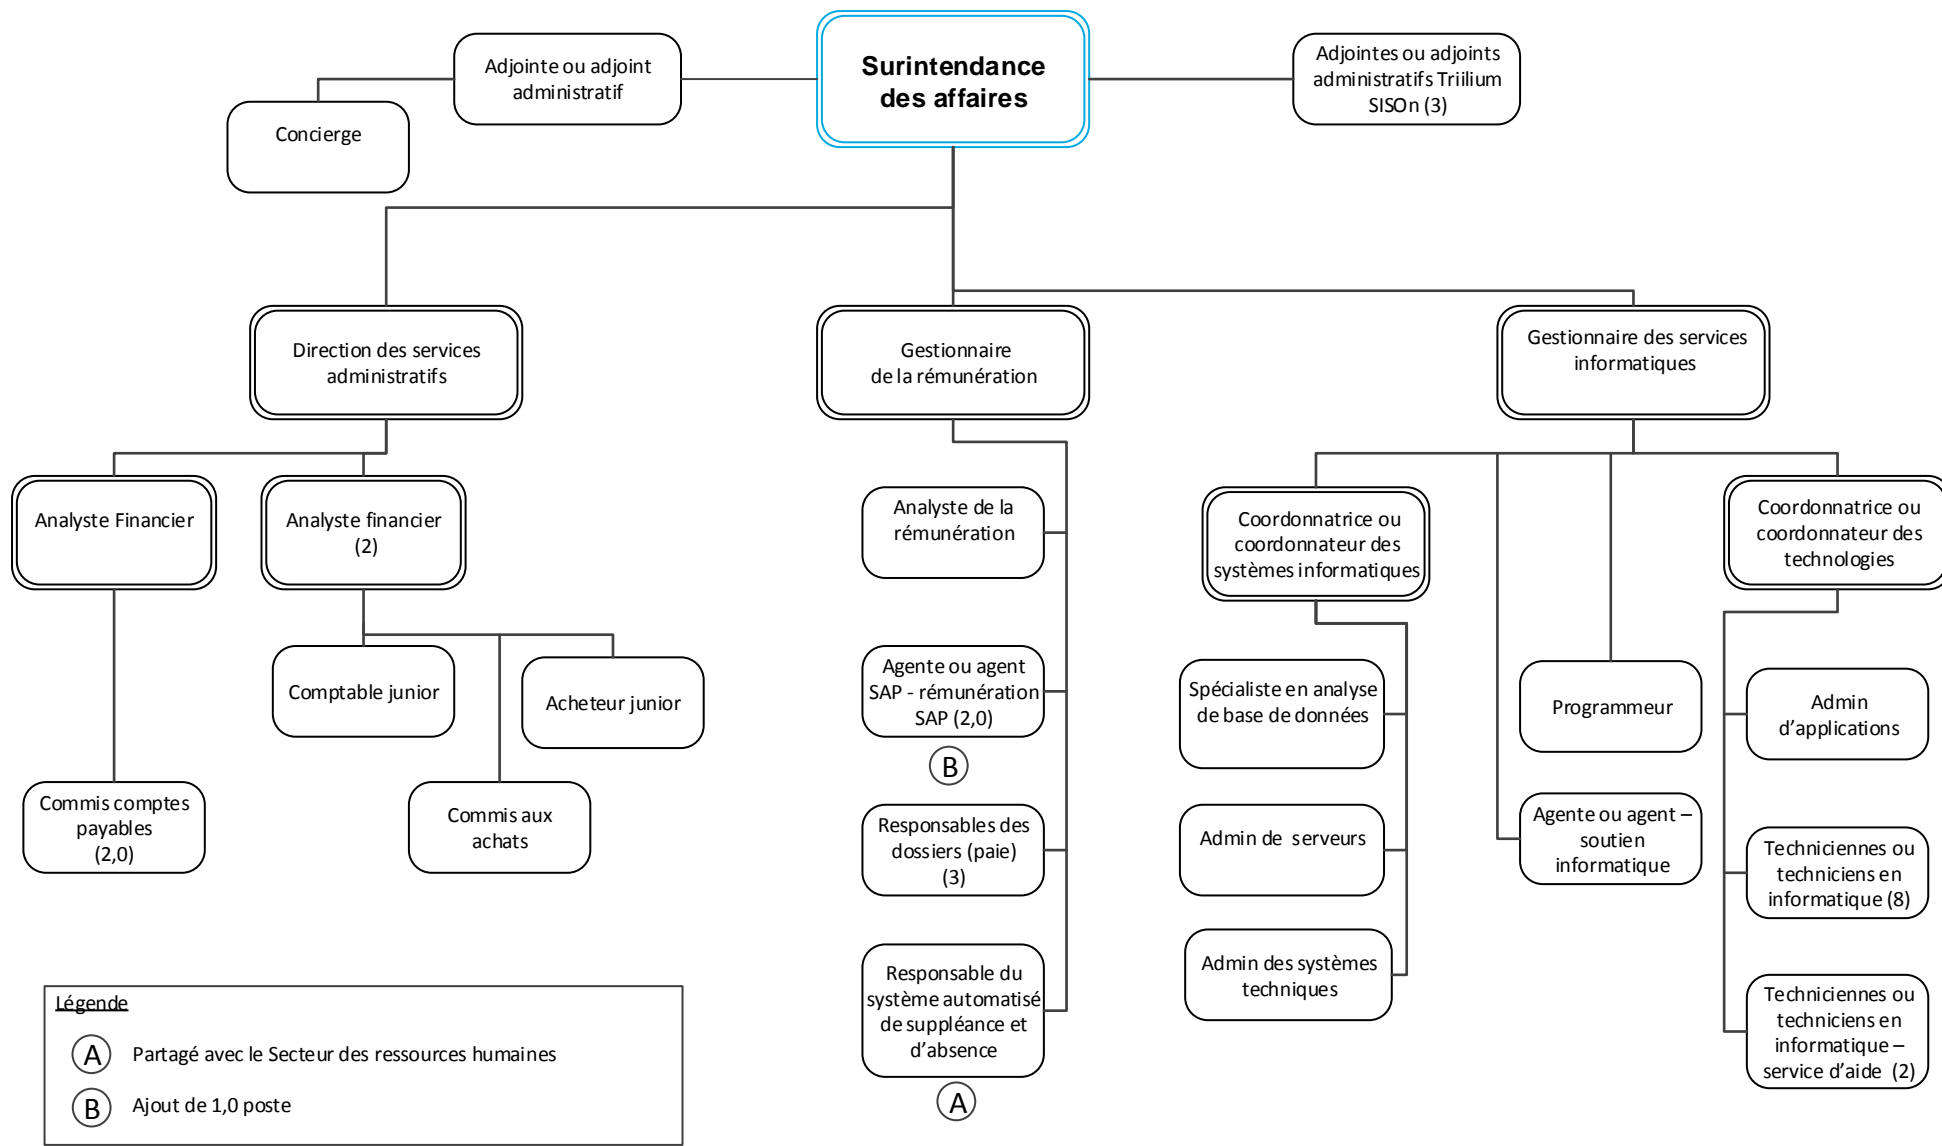 Adjointe ou adjoint
administratif
Surintendance
des affaires
Adjointes ou adjoints
administratifs Triilium
SISOn (3)
Concierge
Direction des services
administratifs
Gestionnaire
de la rémunération
Gestionnaire des services
informatiques
Analyste Financier
Analyste financier
(2)
Analyste de la
rémunération
Coordonnatrice ou
coordonnateur des
systèmes informatiques
Coordonnatrice ou
coordonnateur des
technologies
Comptable junior
Acheteur junior
Agente ou agent
SAP - rémunération
SAP (2,0)
B
Spécialiste en analyse
de base de données
Programmeur
Admin
d’applications
Commis comptes
payables
(2,0)
Commis aux
achats
Responsables des
dossiers (paie)
(3)
Admin de serveurs
Agente ou agent –
soutien
informatique
Techniciennes ou
techniciens en
informatique (8)
Responsable du
système automatisé
de suppléance et
d’absence
A
Admin des systèmes
techniques
Techniciennes ou
techniciens en
informatique –
service d’aide (2)
Légende
A Partagé avec le Secteur des ressources humaines
B Ajout de 1,0 poste